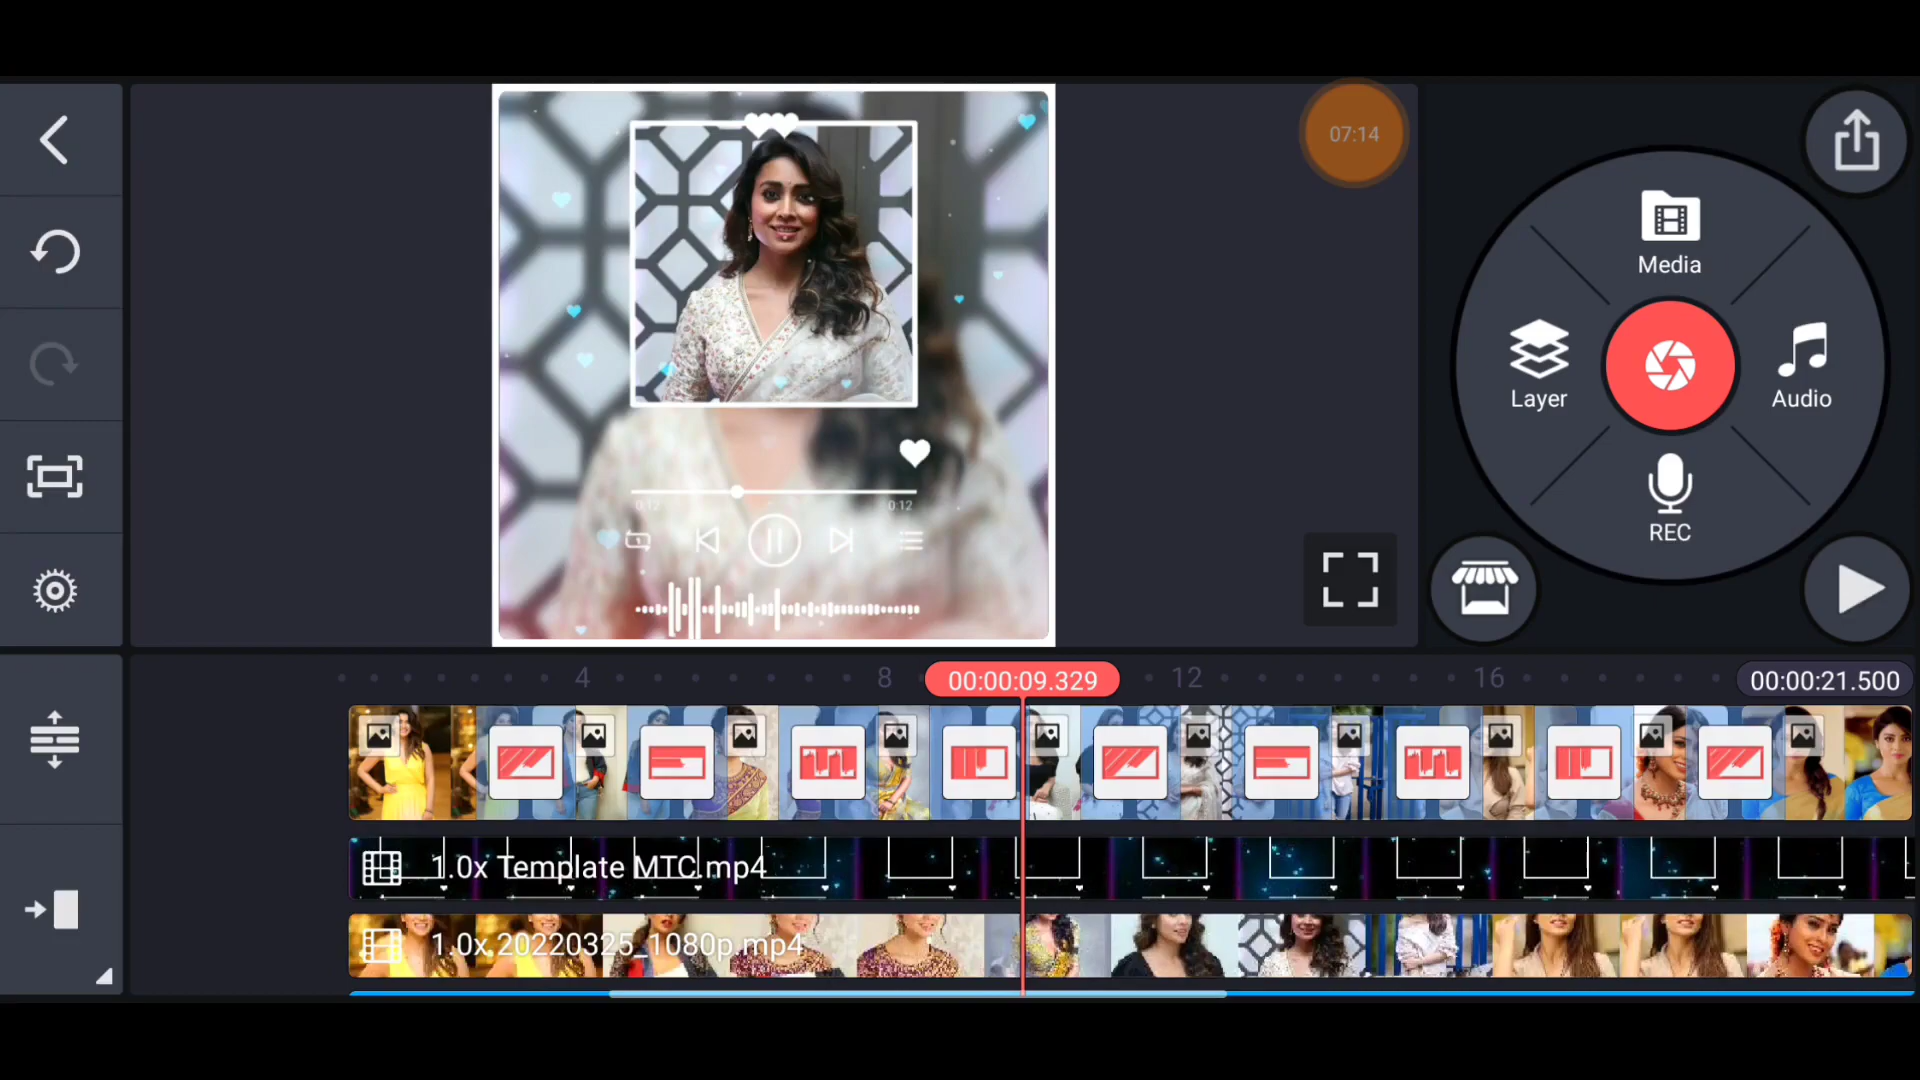 07:14
Media
Layer
Audio
REC
0:12
0:12
4
8
00:00:09.329
12
16
00:00:21.500
1.0x Template MTC.mp4
1.0x 20220325_1080p.mp4